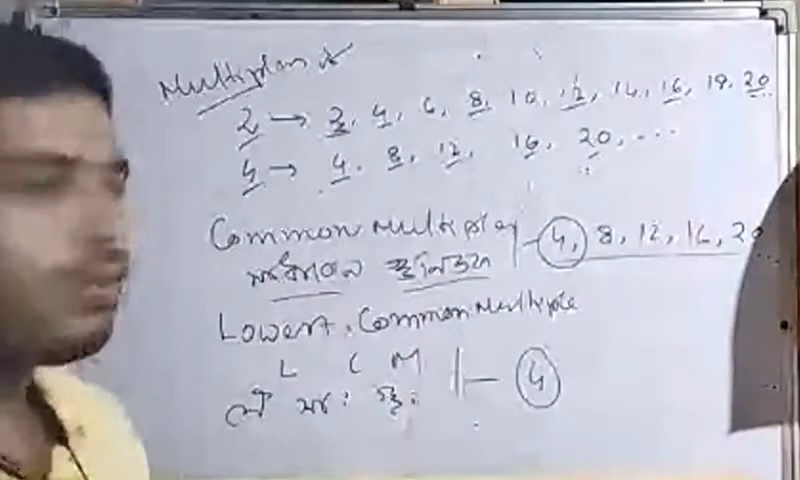 Multiples
2 → 2, 4, 6, 8, 10, 12, 14, 16, 18, 20
4 → 4, 8, 12, 16, 20, ...
Common Multiples - 4, 8, 12, 16, 20
সাধাৰণ গুণিতক
Lowest Common Multiple
L C M - 4